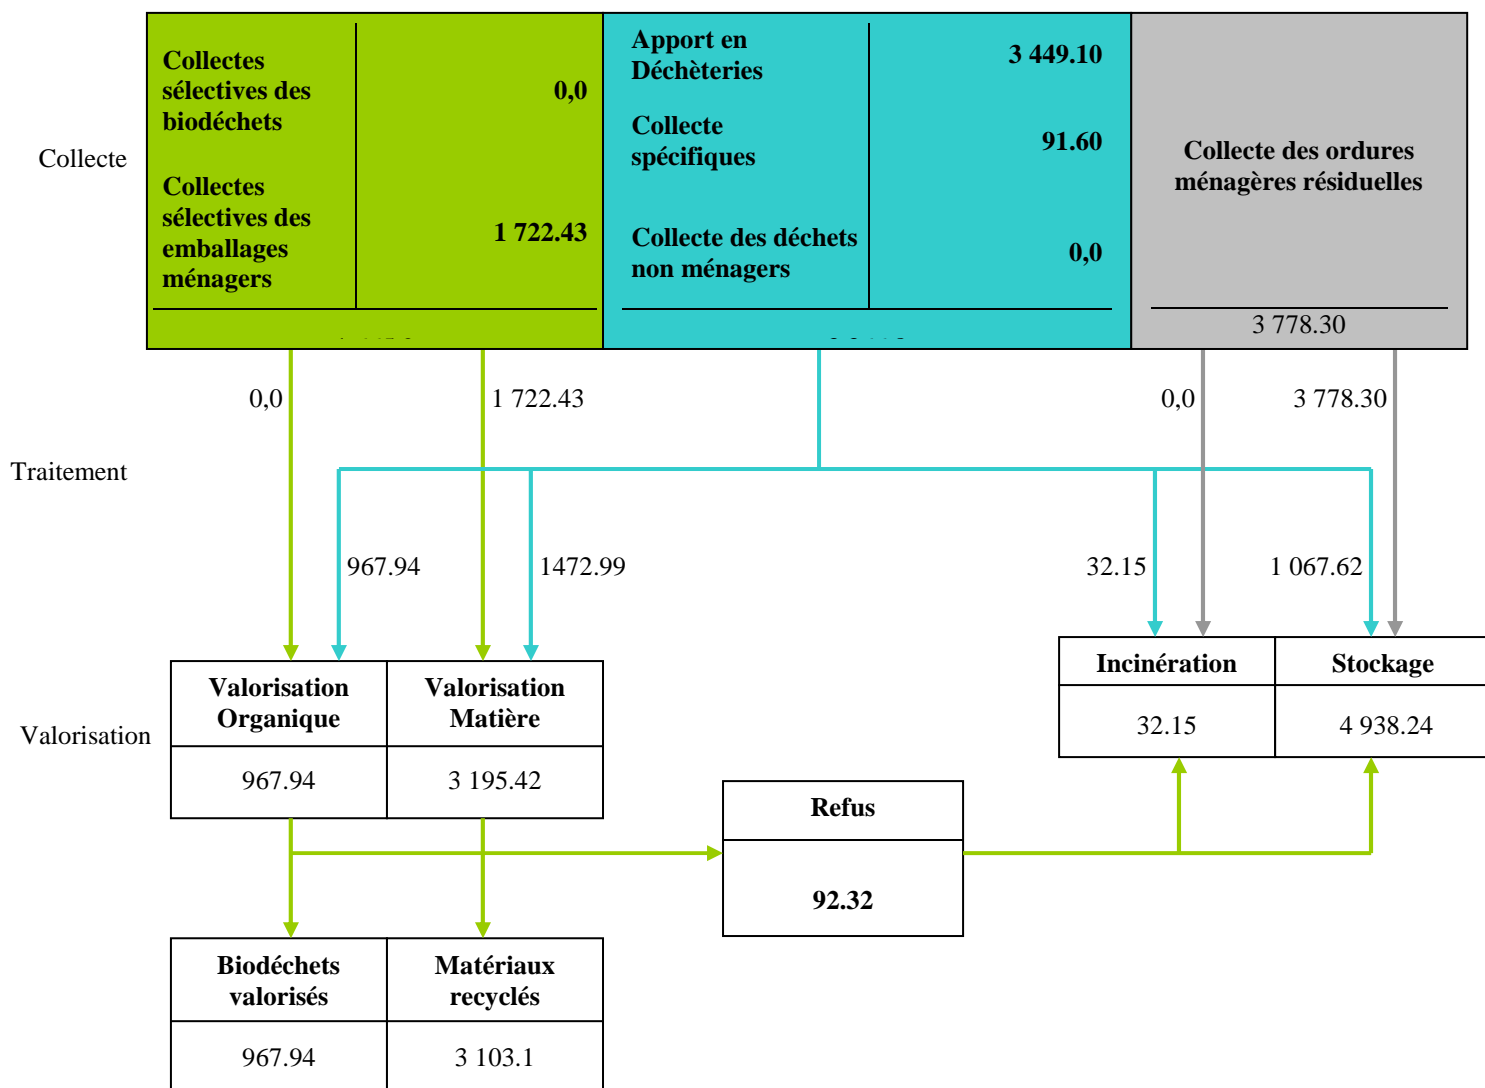 Collecte
Collectes
sélectives des
biodéchets
0,0
Collectes
sélectives des
emballages
ménagers
1 722.43
Apport en
Déchèteries
3 449.10
Collecte
spécifiques
91.60
Collecte des déchets
non ménagers
0,0
Collecte des ordures
ménagères résiduelles
3 778.30
0,0
1 722.43
0,0
3 778.30
Traitement
967.94
1472.99
32.15
1 067.62
Valorisation
Valorisation
Organique
Valorisation
Matière
967.94
3 195.42
Incinération
Stockage
32.15
4 938.24
Refus
92.32
Biodéchets
valorisés
Matériaux
recyclés
967.94
3 103.1